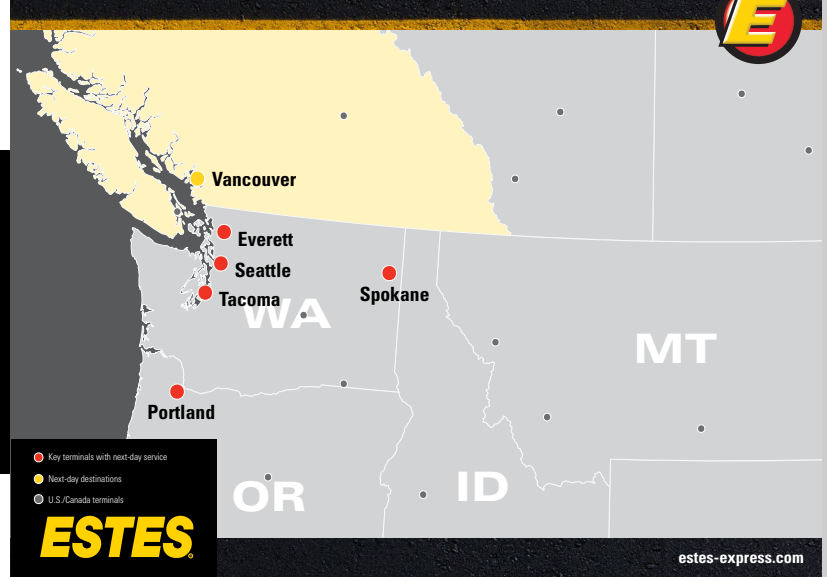 E
Vancouver
Everett
Seattle
Tacoma
Spokane
WA
MT
Portland
Key terminals with next-day service
Next-day destinations
U.S./Canada terminals
OR
ID
ESTES®
estes-express.com